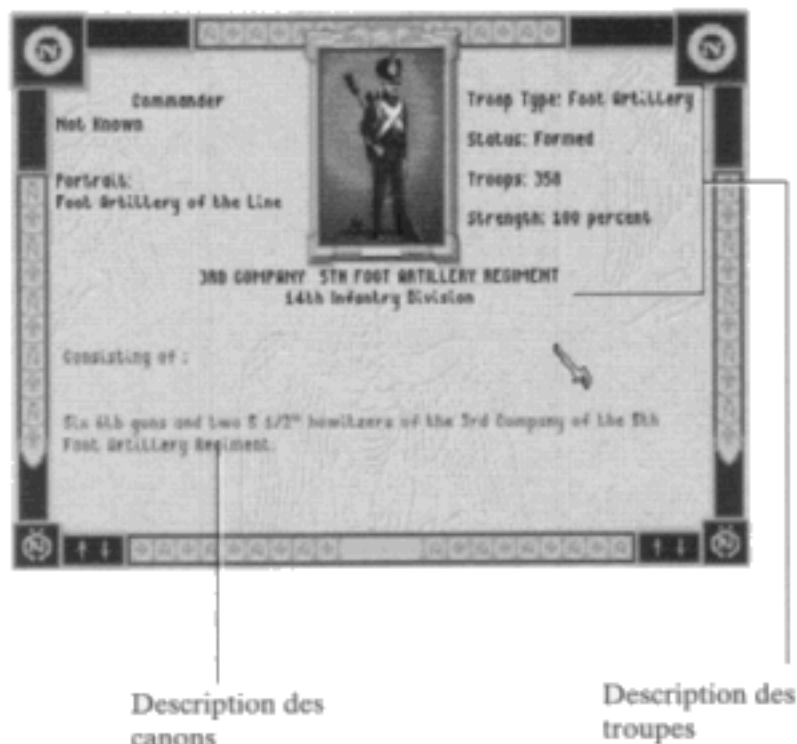 Commander
Not Known
Portrait:
Foot Artillery of the Line
Troop Type: Foot Artillery
Status: Formed
Troops: 358
Strength: 100 percent
3RD COMPANY 5TH FOOT ARTILLERY REGIMENT
14th Infantry Division
Consisting of :
Six 6lb guns and two 5 1/2" howitzers of the 3rd Company of the 5th
Foot Artillery Regiment.
Description des
canons
Description des
troupes